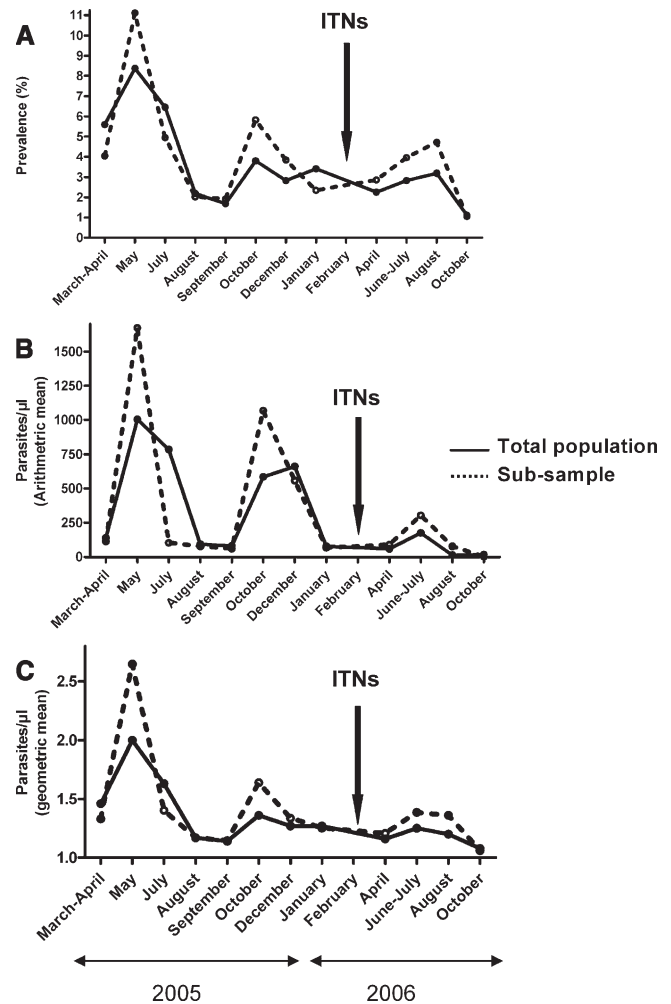 A
ITNs
Prevalence (%)
11
10
9
8
7
6
5
4
3
2
1
0
March-April
May
July
August
September
October
December
January
February
April
June-July
August
October
B
ITNs
Parasites/µl
(Arithmetric mean)
1500
1250
1000
750
500
250
0
March-April
May
July
August
September
October
December
January
February
April
June-July
August
October
Total population
Sub-sample
C
ITNs
Parasites/µl
(geometric mean)
2.5
2.0
1.5
1.0
March-April
May
July
August
September
October
December
January
February
April
June-July
August
October
2005
2006